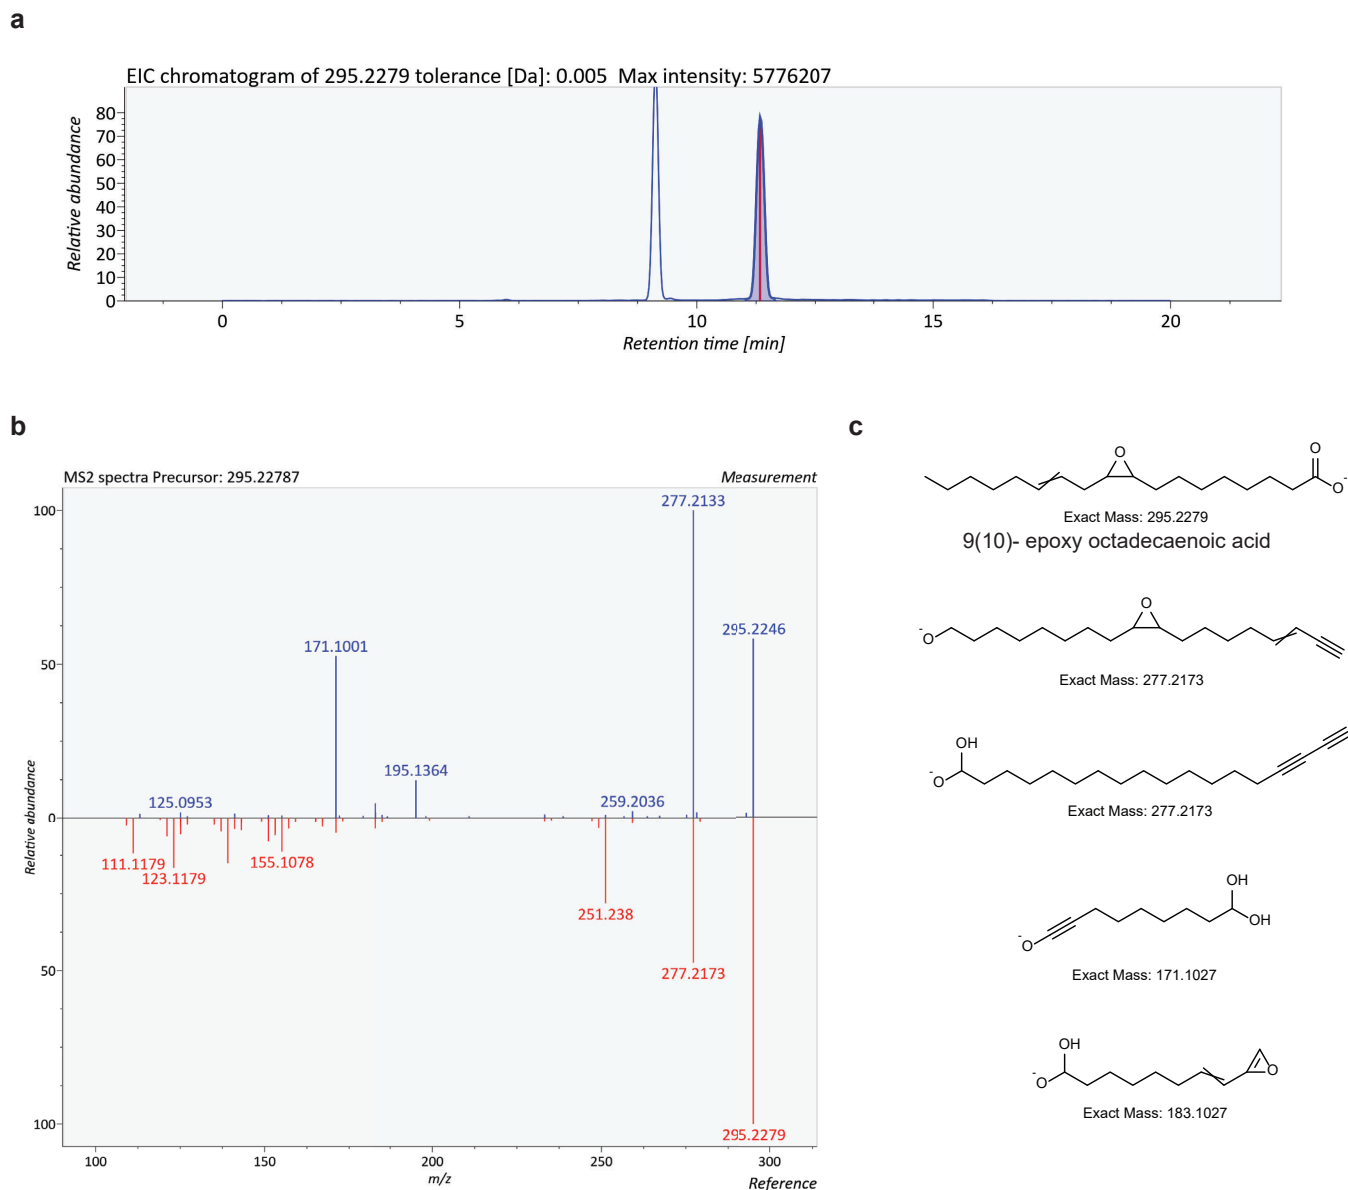 a
EIC chromatogram of 295.2279 tolerance [Da]: 0.005 Max intensity: 5776207
Relative abundance
80
70
60
50
40
30
20
10
0
0 5 10 15 20
Retention time [min]
b
MS2 spectra Precursor: 295.22787
Measurement
Relative abundance
100
50
0
50
100
277.2133
295.2246
171.1001
195.1364
125.0953
259.2036
111.1179
123.1179
155.1078
251.238
277.2173
295.2279
100 150 200 250 300
m/z
Reference
c
O
O
O-
Exact Mass: 295.2279
9(10)- epoxy octadecaenoic acid
O
-O
Exact Mass: 277.2173
OH
-O
Exact Mass: 277.2173
OH
OH
-O
Exact Mass: 171.1027
OH
-O
O
Exact Mass: 183.1027